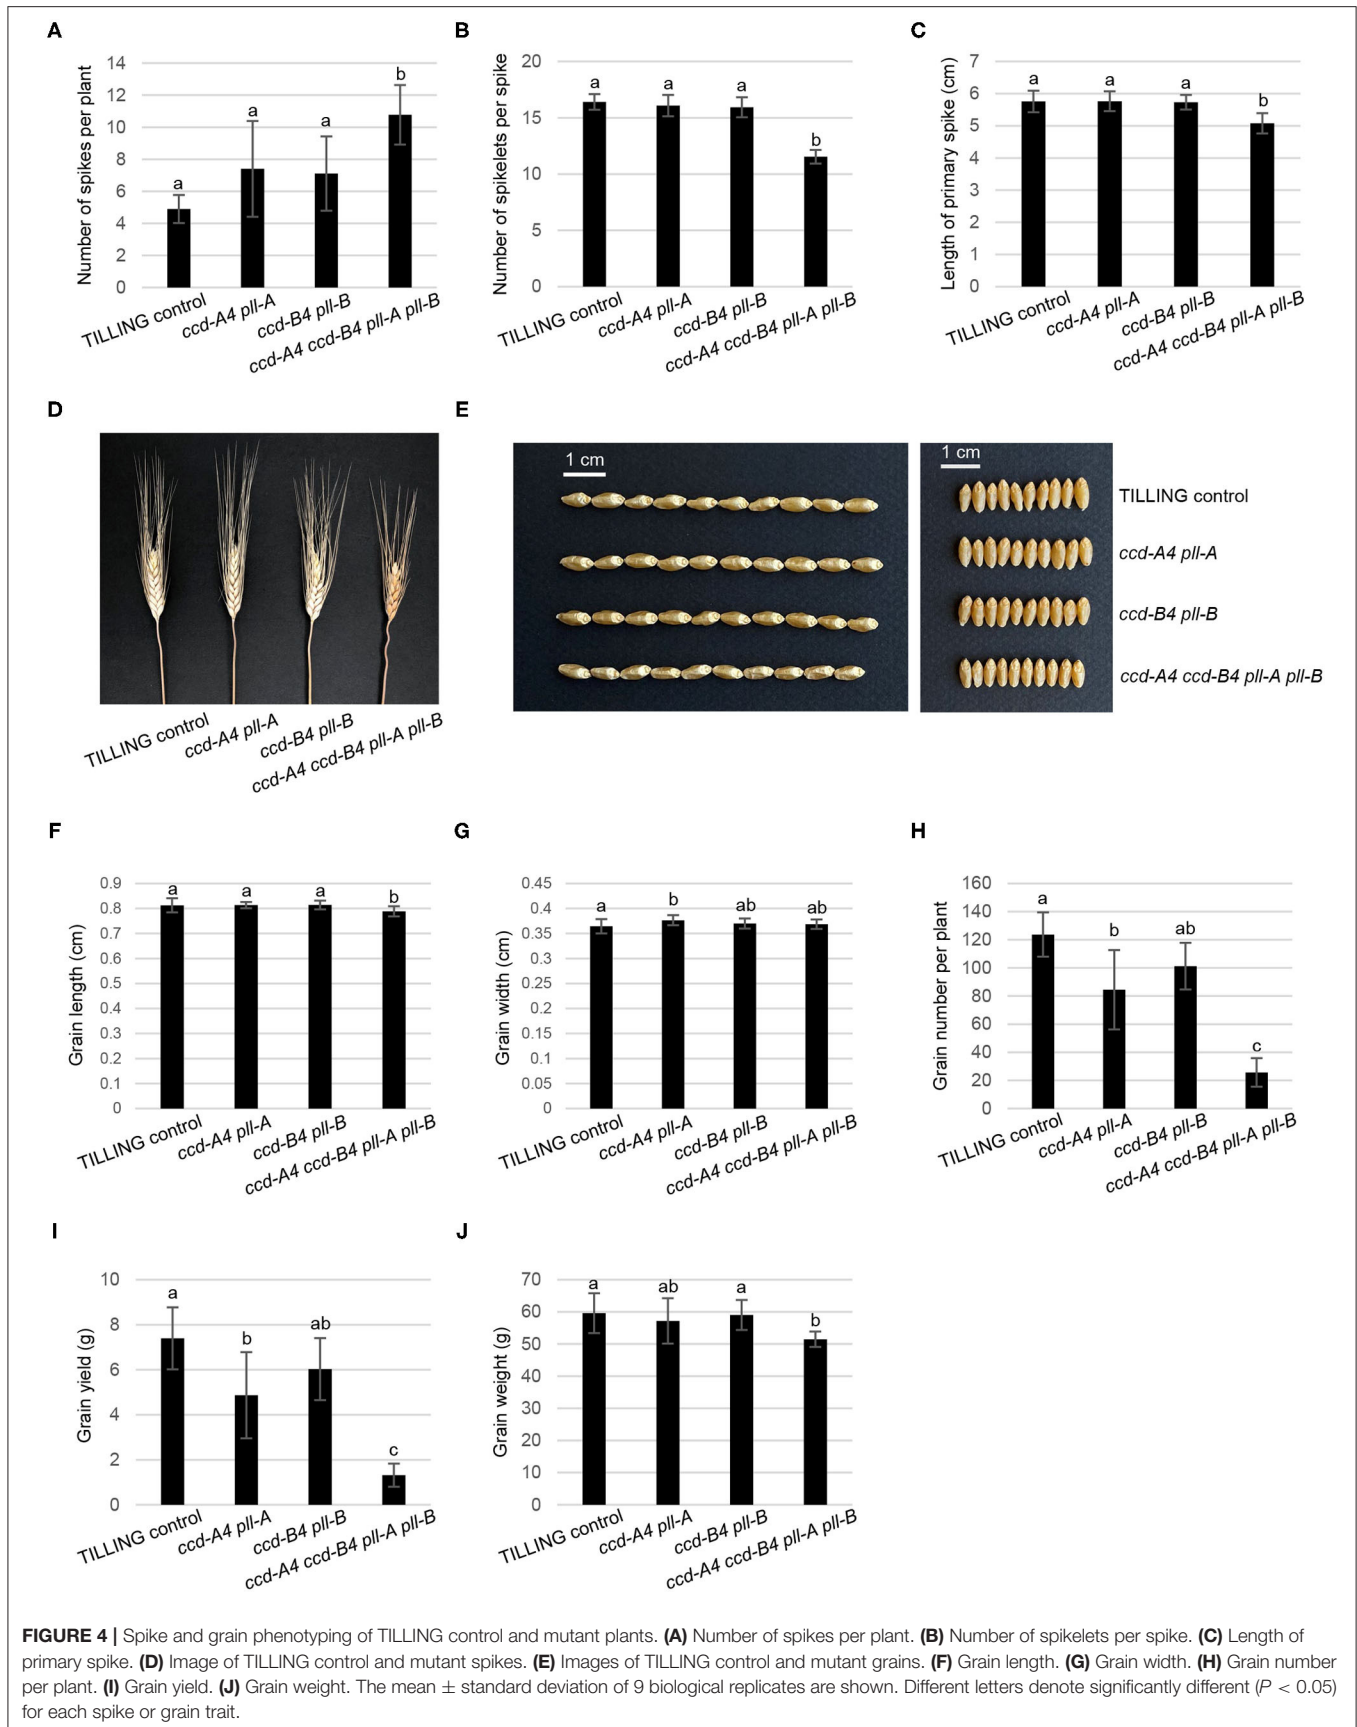 A
Number of spikes per plant
14
12
10
8
6
4
2
0
a
a
a
b
TILLING control
ccd-A4 pll-A
ccd-B4 pll-B
ccd-A4 ccd-B4 pll-A pll-B
B
Number of spikelets per spike
20
15
10
5
0
a
a
a
b
TILLING control
ccd-A4 pll-A
ccd-B4 pll-B
ccd-A4 ccd-B4 pll-A pll-B
C
Length of primary spike (cm)
7
6
5
4
3
2
1
0
a
a
a
b
TILLING control
ccd-A4 pll-A
ccd-B4 pll-B
ccd-A4 ccd-B4 pll-A pll-B
D
TILLING control
ccd-A4 pll-A
ccd-B4 pll-B
ccd-A4 ccd-B4 pll-A pll-B
E
1 cm
1 cm
TILLING control
ccd-A4 pll-A
ccd-B4 pll-B
ccd-A4 ccd-B4 pll-A pll-B
F
Grain length (cm)
0.9
0.8
0.7
0.6
0.5
0.4
0.3
0.2
0.1
0
a
a
a
b
TILLING control
ccd-A4 pll-A
ccd-B4 pll-B
ccd-A4 ccd-B4 pll-A pll-B
G
Grain width (cm)
0.45
0.4
0.35
0.3
0.25
0.2
0.15
0.1
0.05
0
a
b
ab
ab
TILLING control
ccd-A4 pll-A
ccd-B4 pll-B
ccd-A4 ccd-B4 pll-A pll-B
H
Grain number per plant
160
140
120
100
80
60
40
20
0
a
b
ab
c
TILLING control
ccd-A4 pll-A
ccd-B4 pll-B
ccd-A4 ccd-B4 pll-A pll-B
I
Grain yield (g)
10
8
6
4
2
0
a
b
ab
c
TILLING control
ccd-A4 pll-A
ccd-B4 pll-B
ccd-A4 ccd-B4 pll-A pll-B
J
Grain weight (g)
70
60
50
40
30
20
10
0
a
ab
a
b
TILLING control
ccd-A4 pll-A
ccd-B4 pll-B
ccd-A4 ccd-B4 pll-A pll-B
FIGURE 4 | Spike and grain phenotyping of TILLING control and mutant plants. (A) Number of spikes per plant. (B) Number of spikelets per spike. (C) Length of
primary spike. (D) Image of TILLING control and mutant spikes. (E) Images of TILLING control and mutant grains. (F) Grain length. (G) Grain width. (H) Grain number
per plant. (I) Grain yield. (J) Grain weight. The mean ± standard deviation of 9 biological replicates are shown. Different letters denote significantly different (P < 0.05)
for each spike or grain trait.